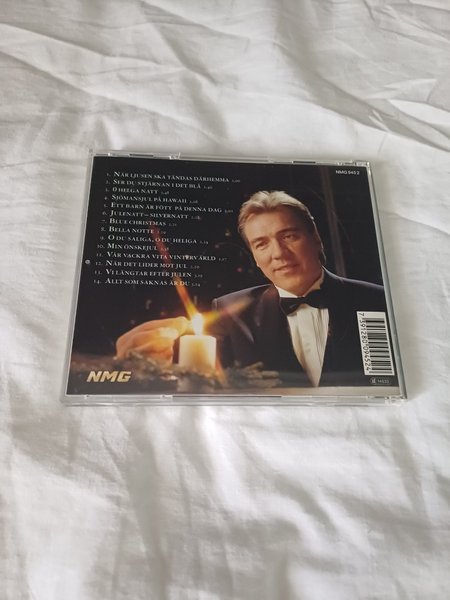 NMG 945 2
1. NÄR LJUSEN SKA TÄNDAS DÄRHEMMA
2. SER DU STJÄRNAN I DET BLÅ
3. O HELGA NATT
4. SJÖMANSJUL PÅ HAWAII
5. ETT BARN ÄR FÖTT PÅ DENNA DAG
6. JULENATT – SILVERNATT
7. BLUE CHRISTMAS
8. BELLA NOTTE
9. O DU SALIGA, O DU HELIGA
10. MIN ÖNSKEJUL
11. VÅR VACKRA VITA VINTERVÄRLD
12. NÄR DET LIDER MOT JUL
13. VI LÄNGTAR EFTER JULEN
14. ALLT SOM SAKNAS ÄR DU
NMG